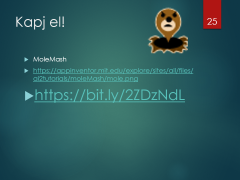 Kapj el!
25
MoleMash
https://appinventor.mit.edu/explore/sites/all/files/
ai2tutorials/moleMash/mole.png
https://bit.ly/2ZDzNdL